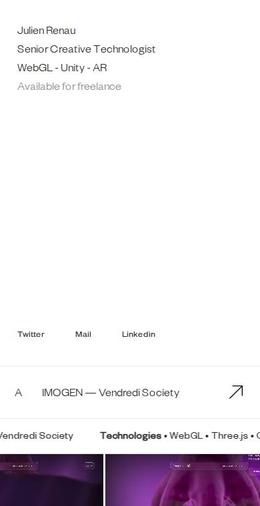 Julien Renau
Senior Creative Technologist
WebGL - Unity - AR
Available for freelance
Twitter Mail Linkedin
A IMOGEN — Vendredi Society
Vendredi Society Technologies • WebGL • Three.js •